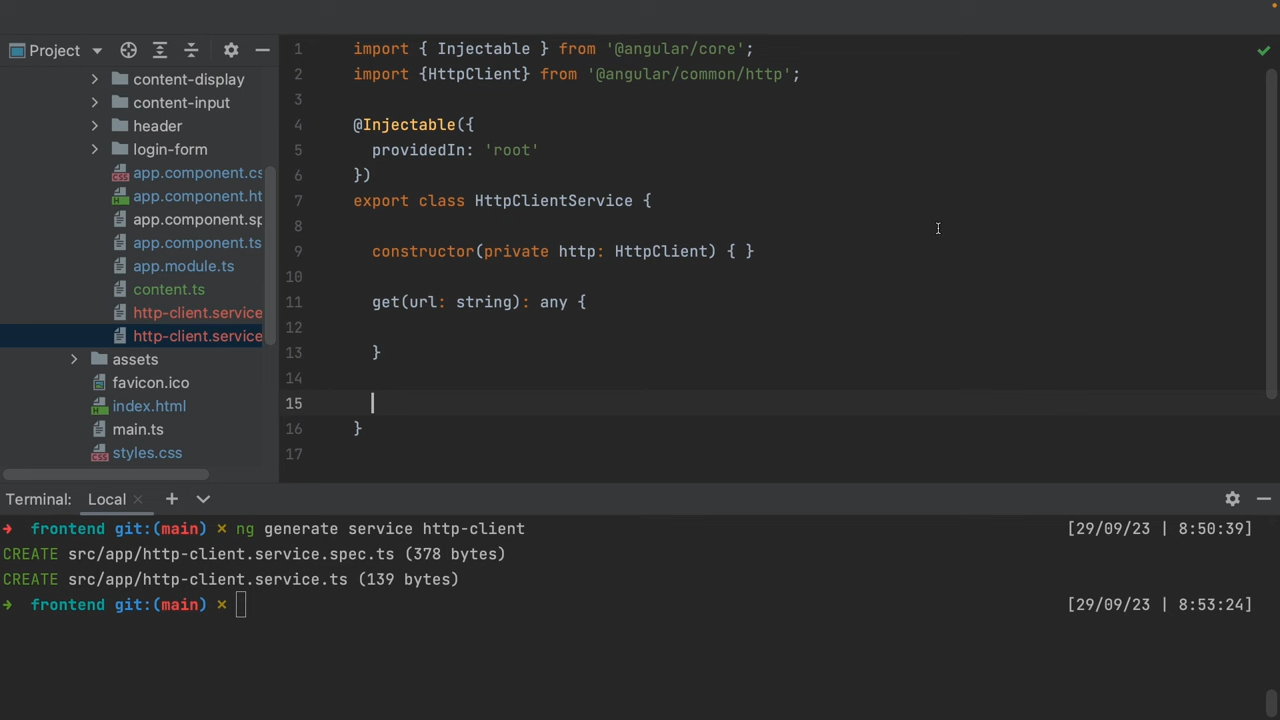 Project
content-display
content-input
header
login-form
app.component.cs
app.component.ht
app.component.sp
app.component.ts
app.module.ts
content.ts
http-client.service
http-client.service
assets
favicon.ico
index.html
main.ts
styles.css
1 import { Injectable } from '@angular/core';
2 import {HttpClient} from '@angular/common/http';
3
4 @Injectable({
5 providedIn: 'root'
6 })
7 export class HttpClientService {
8
9 constructor(private http: HttpClient) { }
10
11 get(url: string): any {
12
13 }
14
15
16 }
17
Terminal: Local × +
→ frontend git:(main) × ng generate service http-client [29/09/23 | 8:50:39]
CREATE src/app/http-client.service.spec.ts (378 bytes)
CREATE src/app/http-client.service.ts (139 bytes)
→ frontend git:(main) × [29/09/23 | 8:53:24]